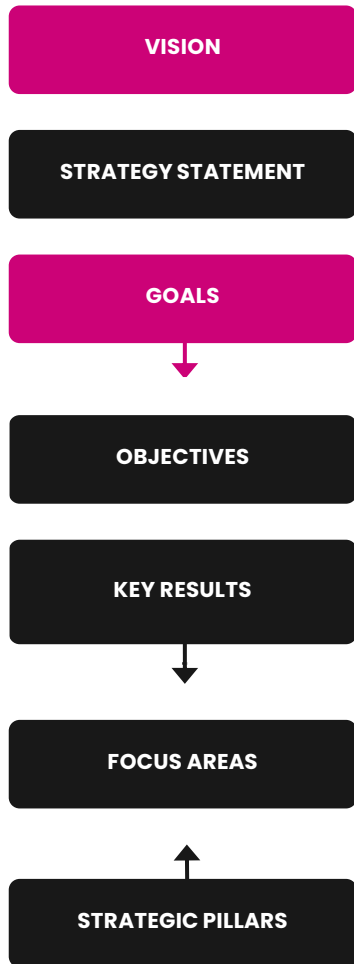 VISION
STRATEGY STATEMENT
GOALS
OBJECTIVES
KEY RESULTS
FOCUS AREAS
STRATEGIC PILLARS